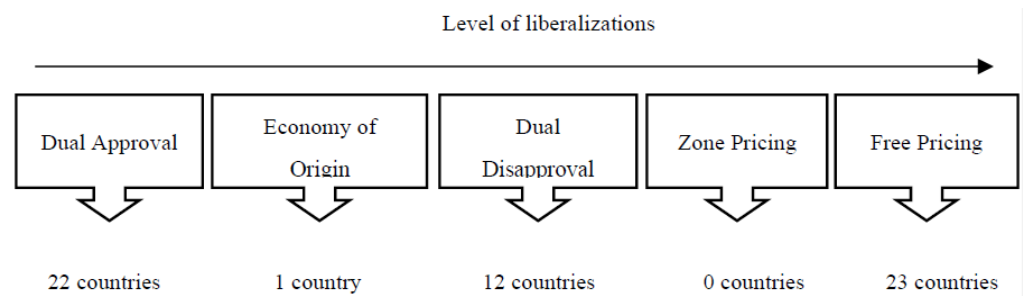 Level of liberalizations
Dual Approval
Economy of
Origin
Dual
Disapproval
Zone Pricing
Free Pricing
22 countries
1 country
12 countries
0 countries
23 countries